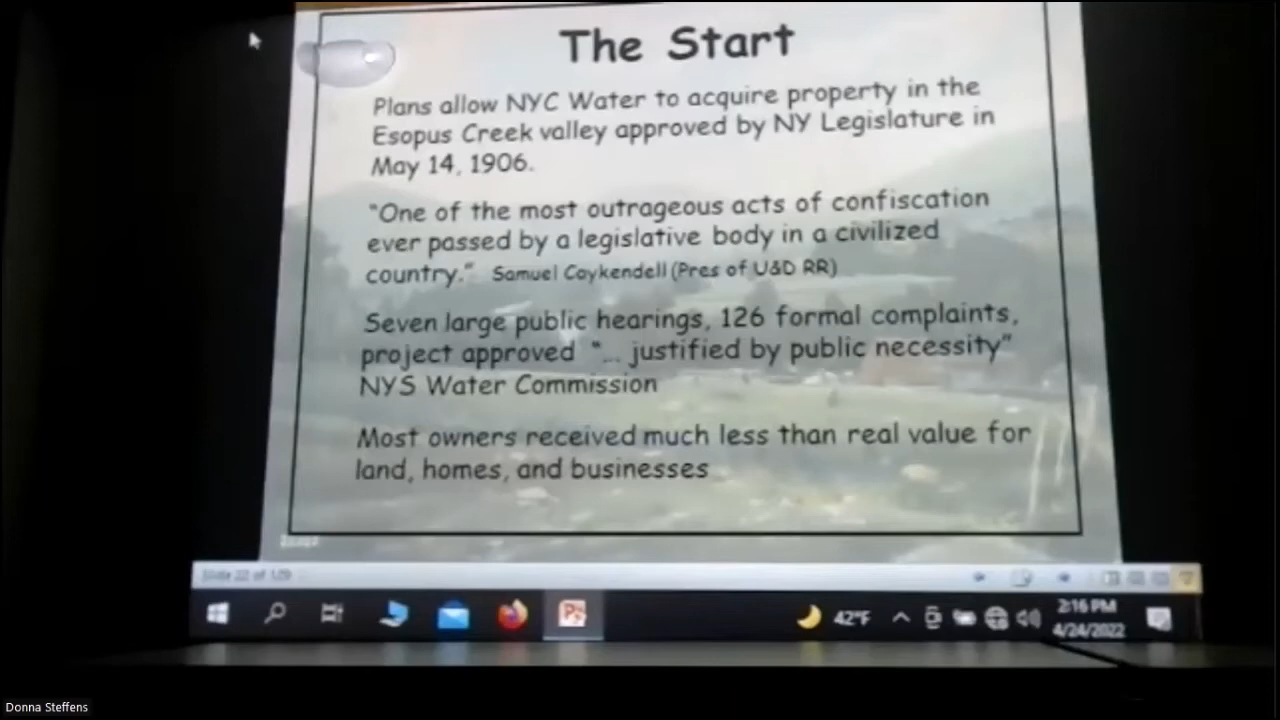 The Start
Plans allow NYC Water to acquire property in the
Esopus Creek valley approved by NY Legislature in
May 14, 1906.
“One of the most outrageous acts of confiscation
ever passed by a legislative body in a civilized
country.” Samuel Coykendell (Pres of U&D RR)
Seven large public hearings, 126 formal complaints,
project approved “... justified by public necessity”
NYS Water Commission
Most owners received much less than real value for
land, homes, and businesses
Slide 22 of 129
42°F
2:16 PM
4/24/2022
Donna Steffens